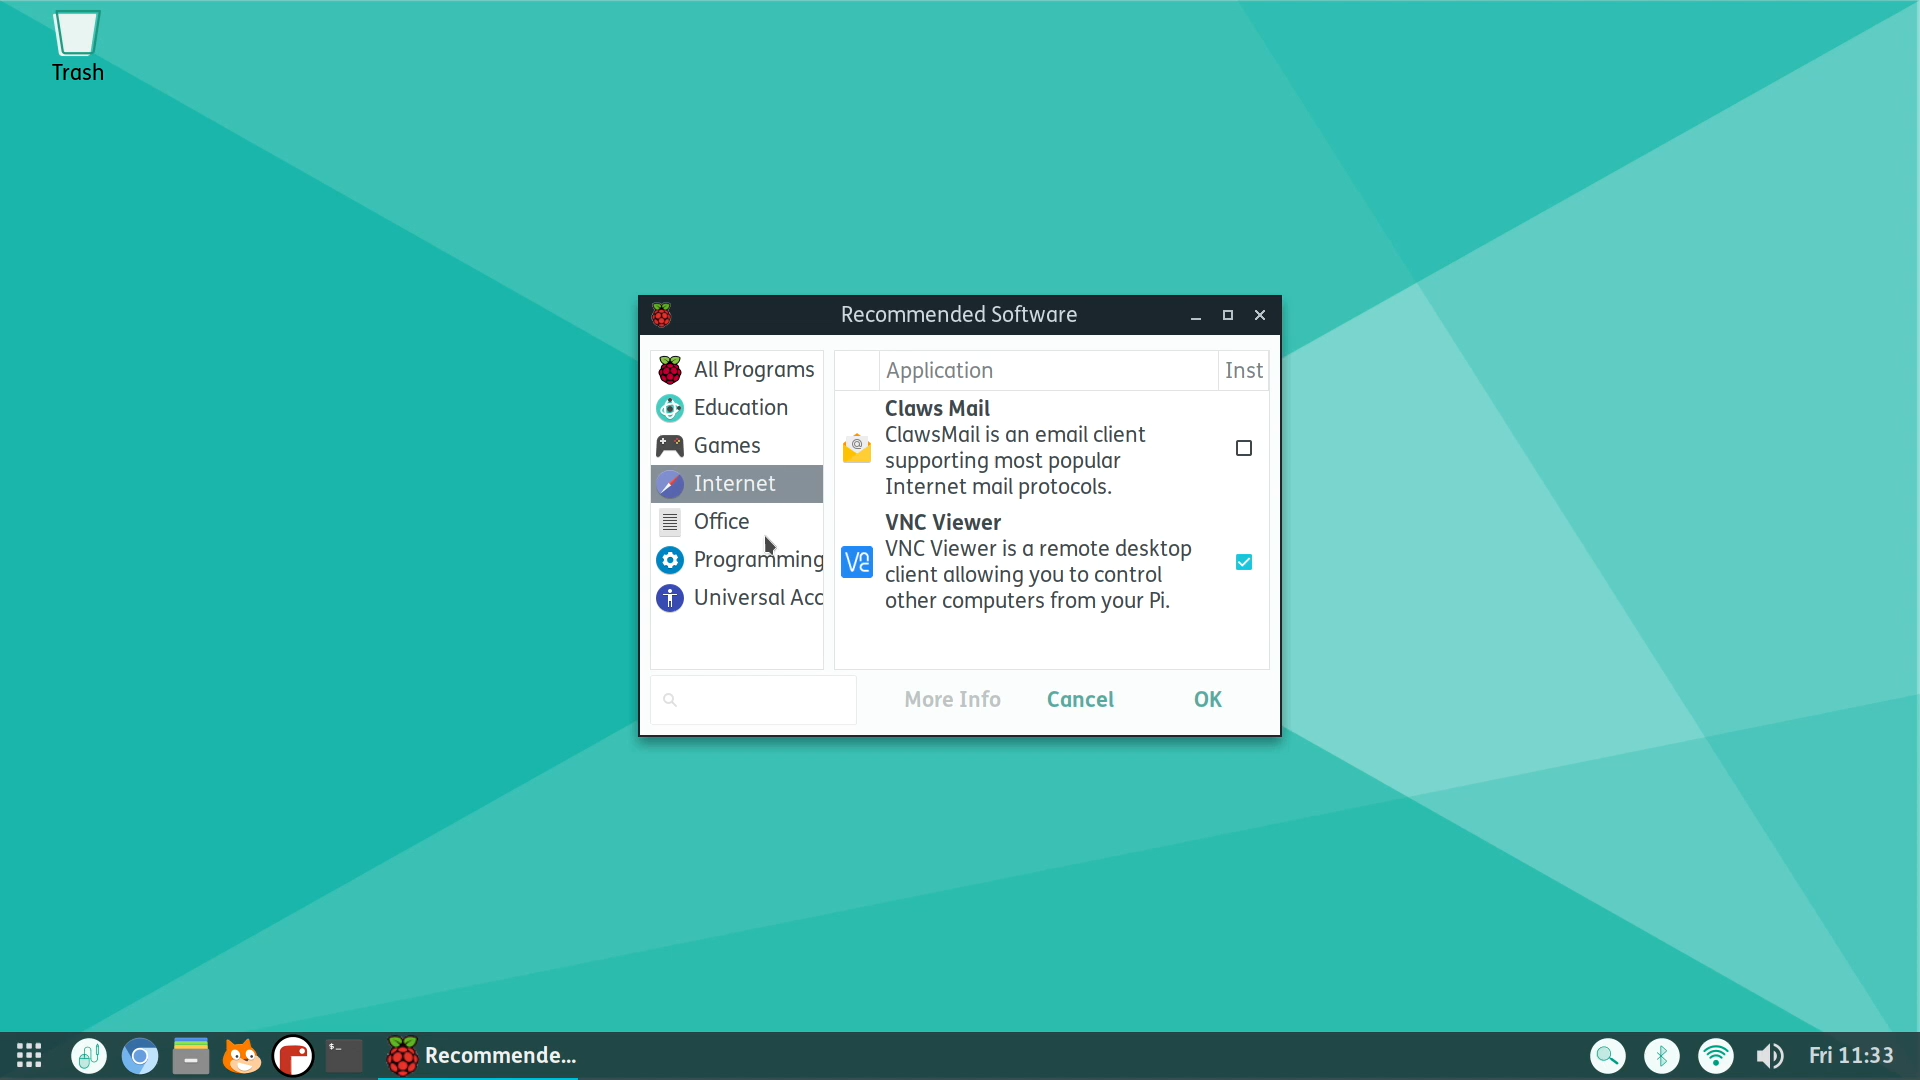 Trash
Recommended Software
All Programs
Education
Games
Internet
Office
Programming
Universal Acc
Application
Inst
Claws Mail
ClawsMail is an email client
supporting most popular
Internet mail protocols.
VNC Viewer
VNC Viewer is a remote desktop
client allowing you to control
other computers from your Pi.
More Info
Cancel
OK
Recommende...
Fri 11:33